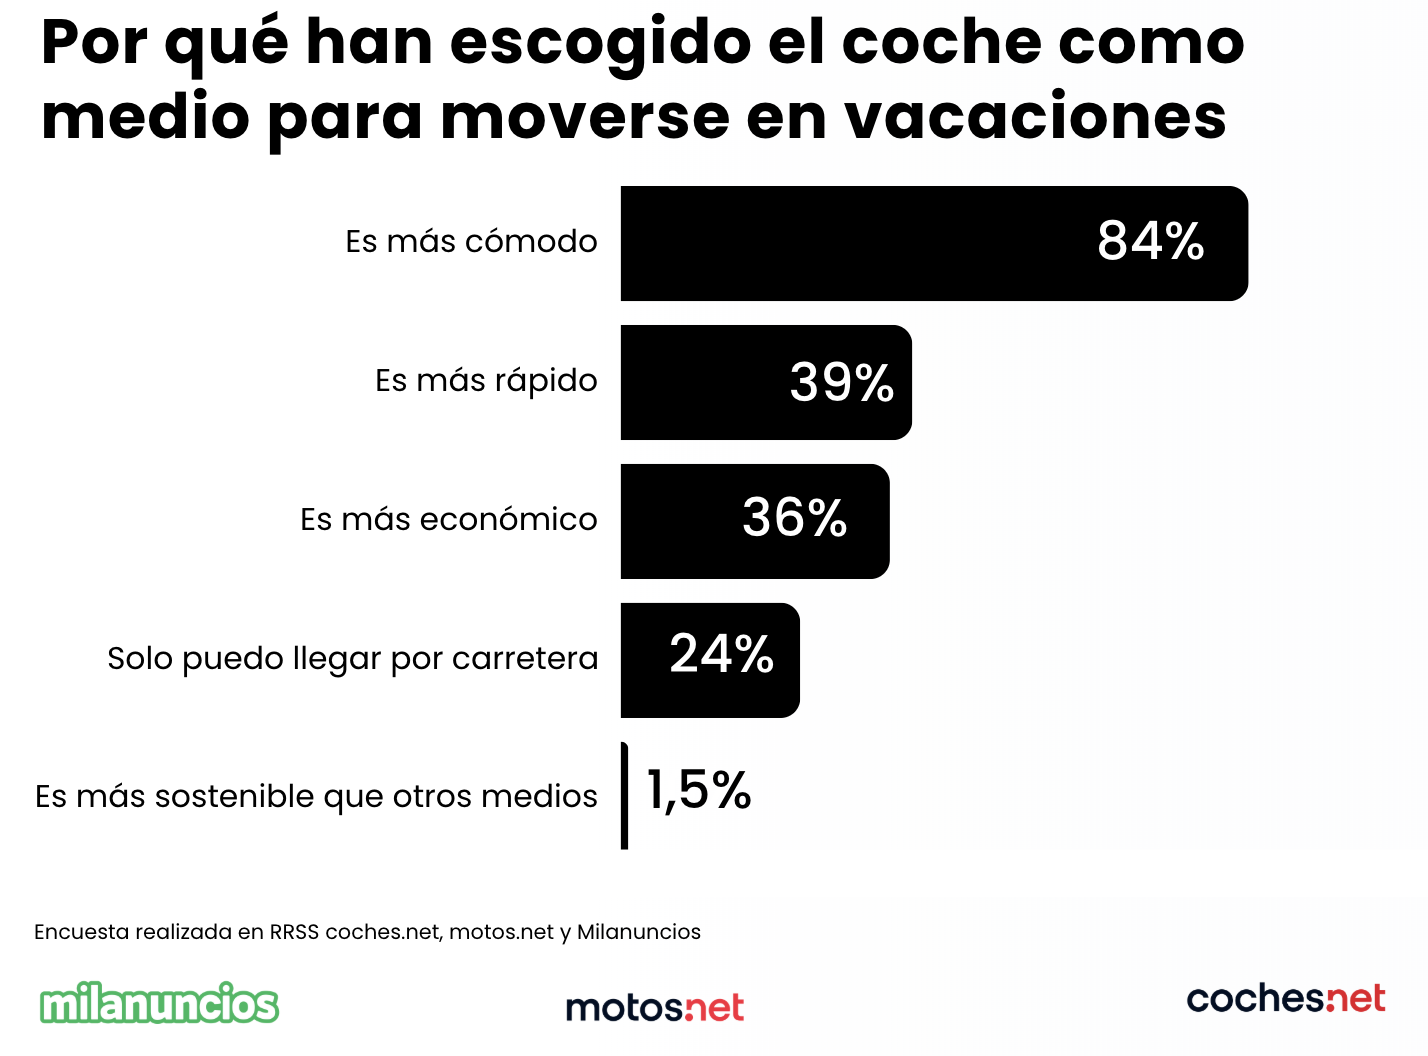 Por qué han escogido el coche como
medio para moverse en vacaciones
Es más cómodo 84%
Es más rápido 39%
Es más económico 36%
Solo puedo llegar por carretera 24%
Es más sostenible que otros medios 1,5%
Encuesta realizada en RRSS coches.net, motos.net y Milanuncios
milanuncios motos.net coches.net